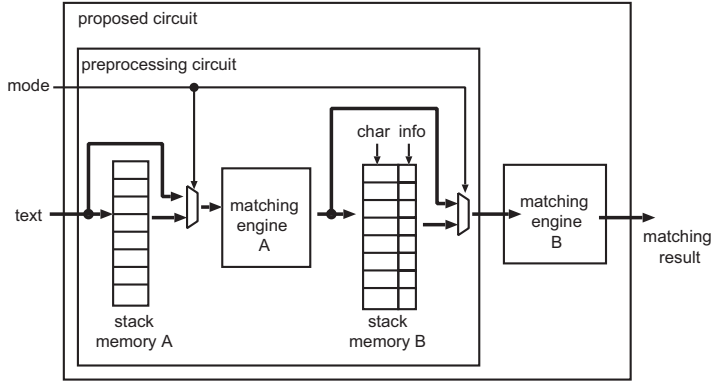 proposed circuit
preprocessing circuit
mode
char info
text
matching
engine
A
matching
engine
B
matching
result
stack
memory A
stack
memory B